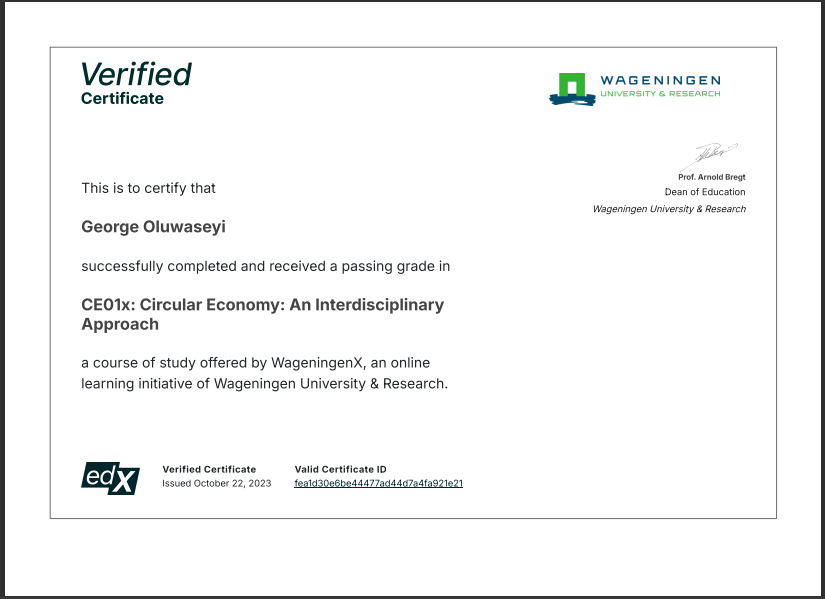 Verified
Certificate
WAGENINGEN
UNIVERSITY & RESEARCH
Prof. Arnold Bregt
Dean of Education
Wageningen University & Research
This is to certify that
George Oluwaseyi
successfully completed and received a passing grade in
CE01x: Circular Economy: An Interdisciplinary
Approach
a course of study offered by WageningenX, an online
learning initiative of Wageningen University & Research.
edX
Verified Certificate
Issued October 22, 2023
Valid Certificate ID
fea1d30e6be44477ad44d7a4fa921e21